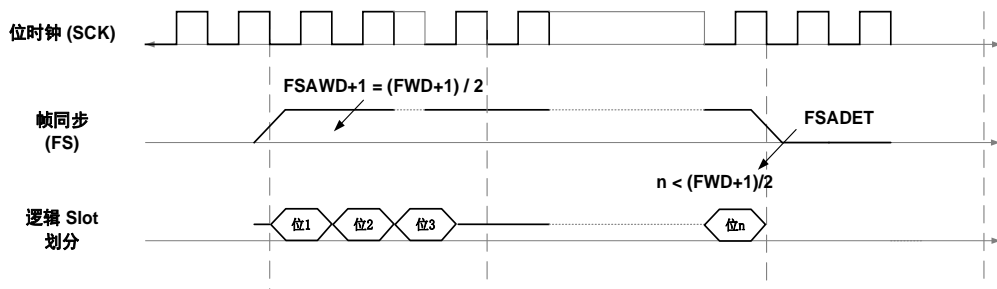 位时钟 (SCK)
FSAWD+1 = (FWD+1) / 2
帧同步
(FS)
FSADET
n < (FWD+1)/2
逻辑 Slot
划分
位1
位2
位3
位n